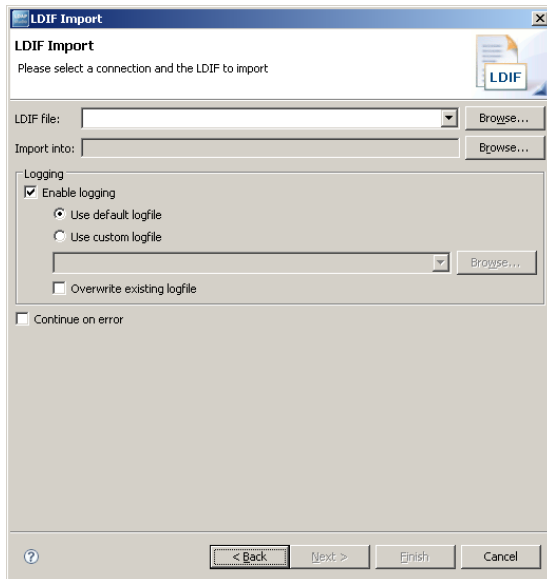 LDIF Import
LDIF Import
Please select a connection and the LDIF to import
LDIF
LDIF file:
Browse...
Import into:
Browse...
Logging
Enable logging
Use default logfile
Use custom logfile
Browse...
Overwrite existing logfile
Continue on error
?
< Back
Next >
Finish
Cancel